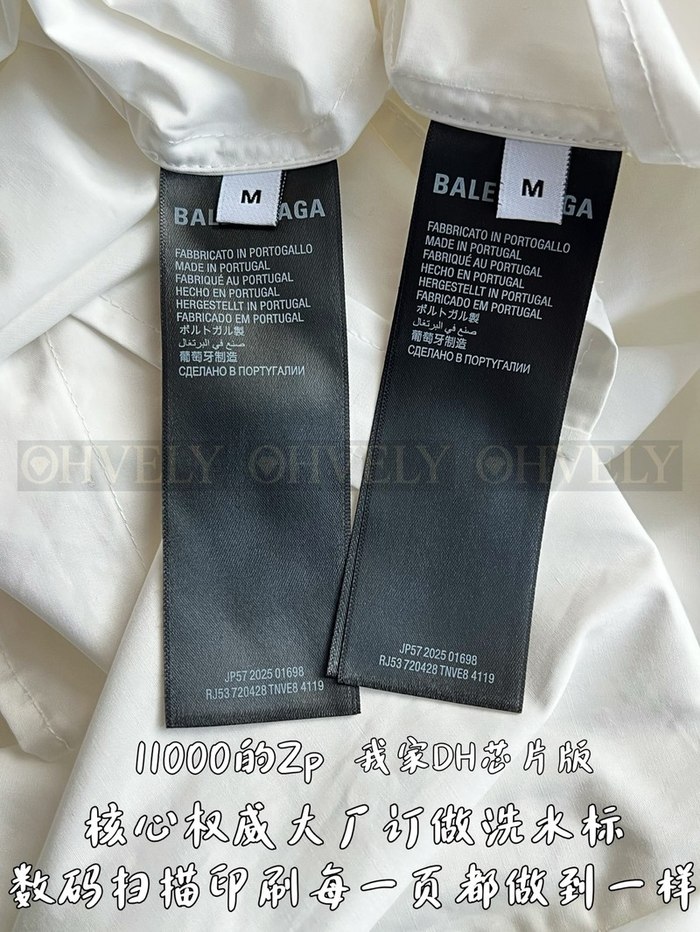 M
BALE AGA
FABBRICATO IN PORTOGALLO
MADE IN PORTUGAL
FABRIQUÉ AU PORTUGAL
HECHO EN PORTUGAL
HERGESTELLT IN PORTUGAL
FABRICADO EM PORTUGAL
ポルトガル製
صنع في البرتغال
葡萄牙制造
СДЕЛАНО В ПОРТУГАЛИИ
JP57 2025 01698
RJ53 720428 TNVE8 4119
M
BALE AGA
FABBRICATO IN PORTOGALLO
MADE IN PORTUGAL
FABRIQUÉ AU PORTUGAL
HECHO EN PORTUGAL
HERGESTELLT IN PORTUGAL
FABRICADO EM PORTUGAL
ポルトガル製
صنع في البرتغال
葡萄牙制造
СДЕЛАНО В ПОРТУГАЛИИ
JP57 2025 01698
RJ53 720428 TNVE8 4119
OHVELY OHVELY OHVELY
11000的Zp 我家DH芯片版
核心权威大厂订做洗水标
数码扫描印刷每一页都做到一样